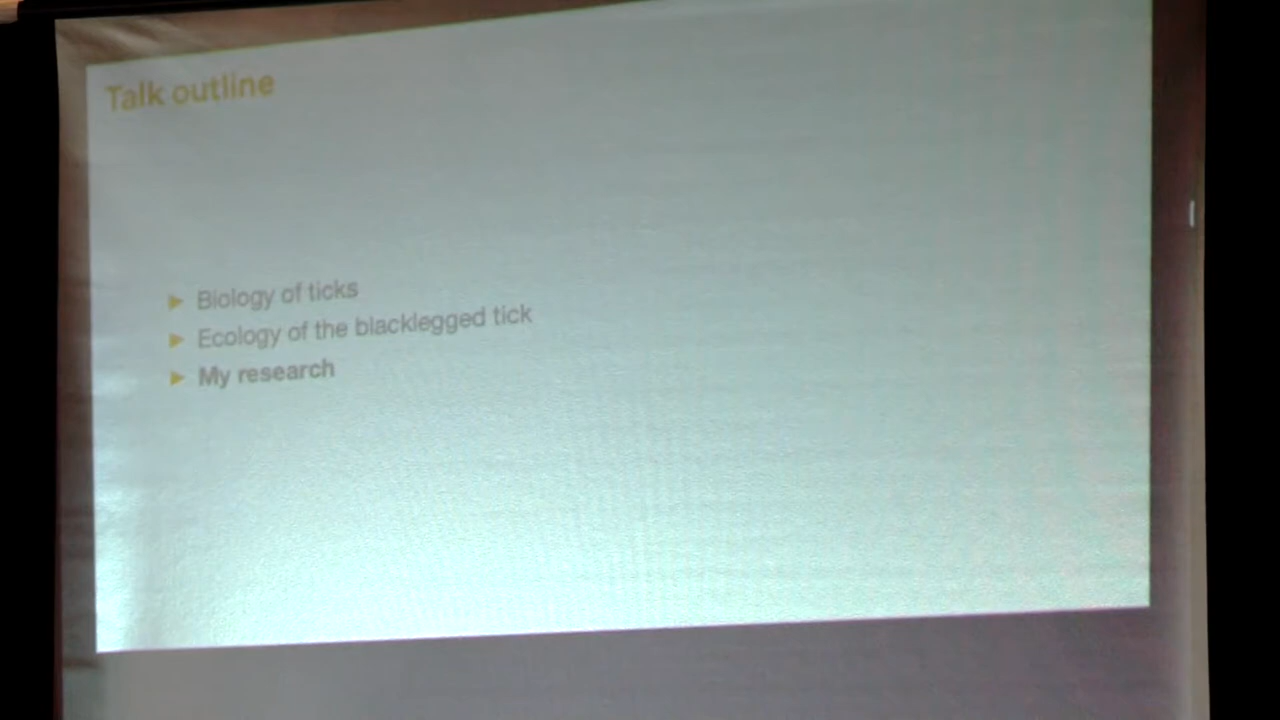 Talk outline
Biology of ticks
Ecology of the blacklegged tick
My research